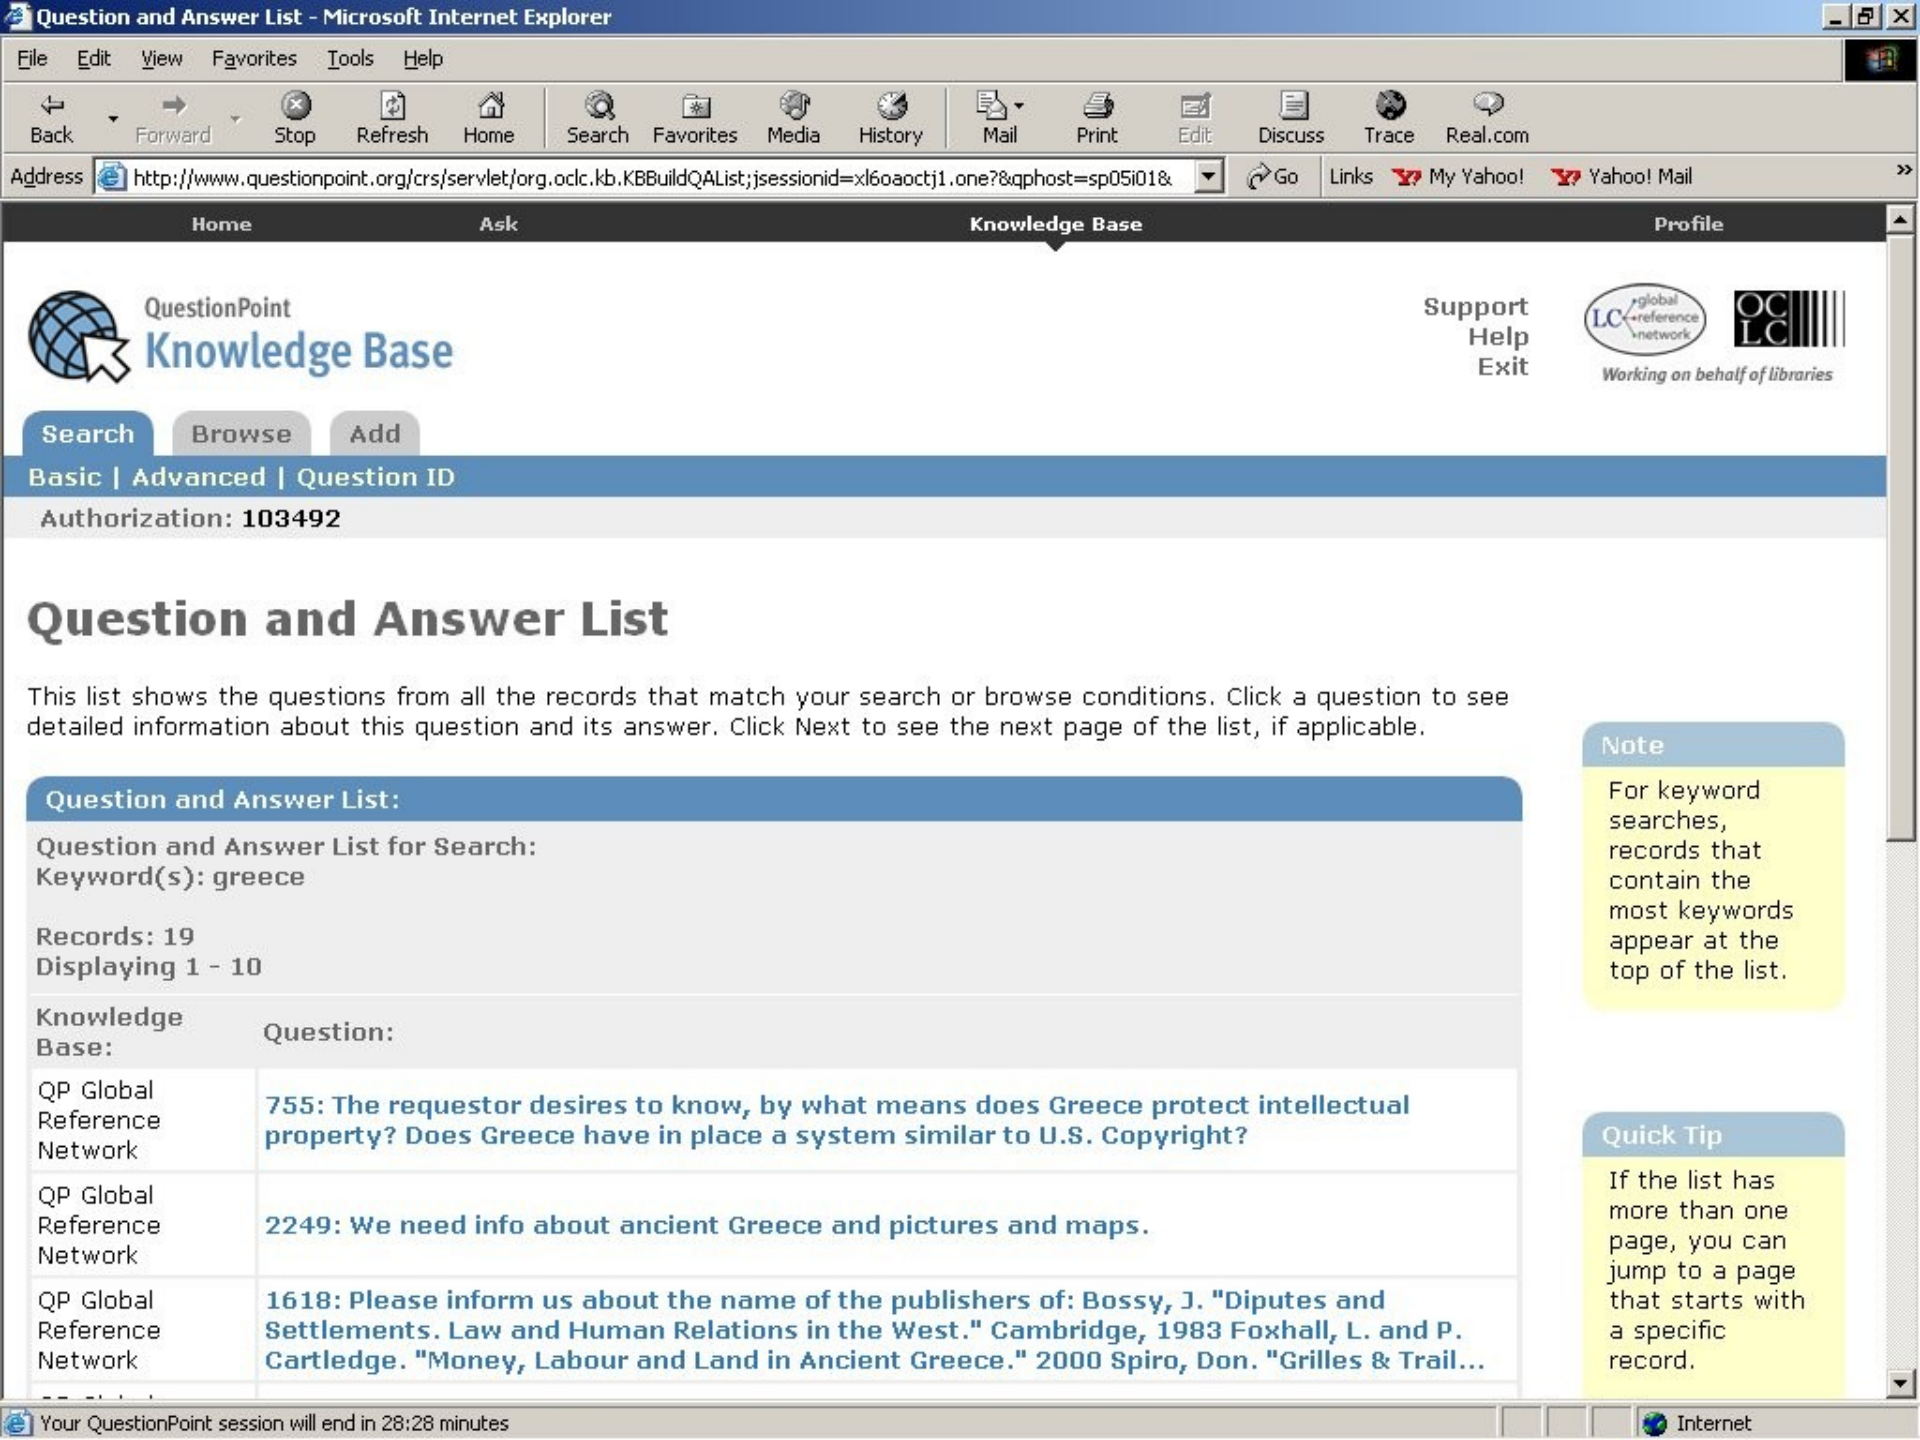 Question and Answer List - Microsoft Internet Explorer
File Edit View Favorites Tools Help
Back Forward Stop Refresh Home Search Favorites Media History Mail Print Edit Discuss Trace Real.com
Address http://www.questionpoint.org/crs/servlet/org.oclc.kb.KBBuildQAList;jsessionid=xl6oaoctj1.one?&qphost=sp05i01& Go Links My Yahoo! Yahoo! Mail »
Home Ask Knowledge Base Profile
QuestionPoint
Knowledge Base
Support
Help
Exit
LC global
reference
network
OC
LC
Working on behalf of libraries
Search Browse Add
Basic | Advanced | Question ID
Authorization: 103492
Question and Answer List
This list shows the questions from all the records that match your search or browse conditions. Click a question to see
detailed information about this question and its answer. Click Next to see the next page of the list, if applicable.
Question and Answer List:
Question and Answer List for Search:
Keyword(s): greece
Records: 19
Displaying 1 - 10
Knowledge
Base:
Question:
QP Global
Reference
Network
755: The requestor desires to know, by what means does Greece protect intellectual
property? Does Greece have in place a system similar to U.S. Copyright?
QP Global
Reference
Network
2249: We need info about ancient Greece and pictures and maps.
QP Global
Reference
Network
1618: Please inform us about the name of the publishers of: Bossy, J. "Diputes and
Settlements. Law and Human Relations in the West." Cambridge, 1983 Foxhall, L. and P.
Cartledge. "Money, Labour and Land in Ancient Greece." 2000 Spiro, Don. "Grilles & Trail...
Note
For keyword
searches,
records that
contain the
most keywords
appear at the
top of the list.
Quick Tip
If the list has
more than one
page, you can
jump to a page
that starts with
a specific
record.
Your QuestionPoint session will end in 28:28 minutes
Internet